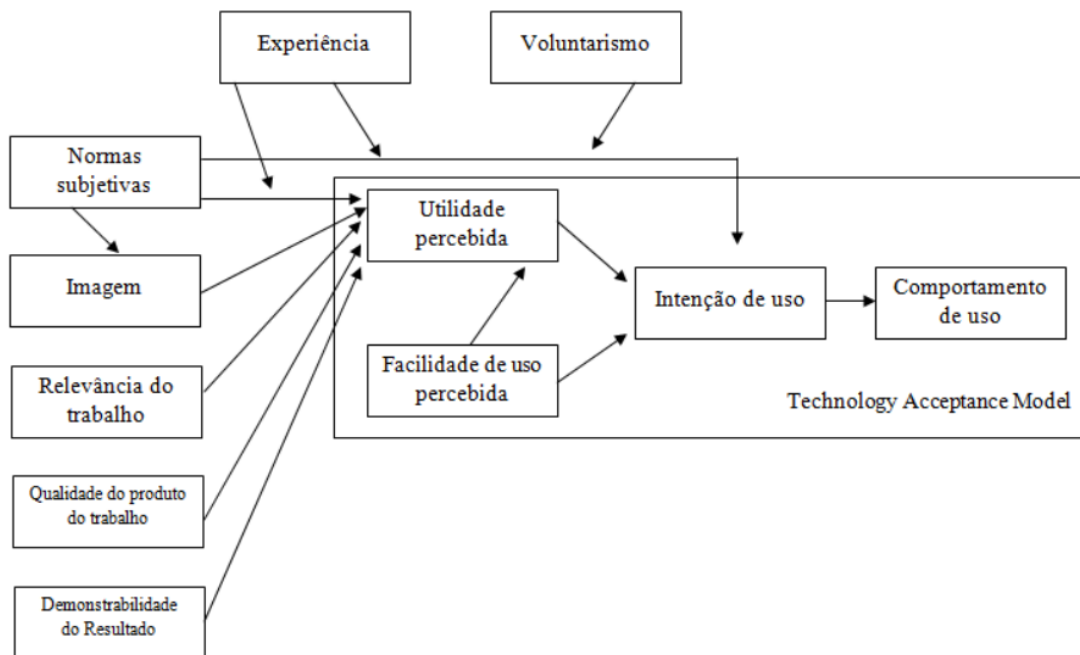 Experiência
Voluntarismo
Normas
subjetivas
Utilidade
percebida
Imagem
Intenção de uso
Comportamento
de uso
Facilidade de uso
percebida
Relevância do
trabalho
Technology Acceptance Model
Qualidade do produto
do trabalho
Demonstrabilidade
do Resultado